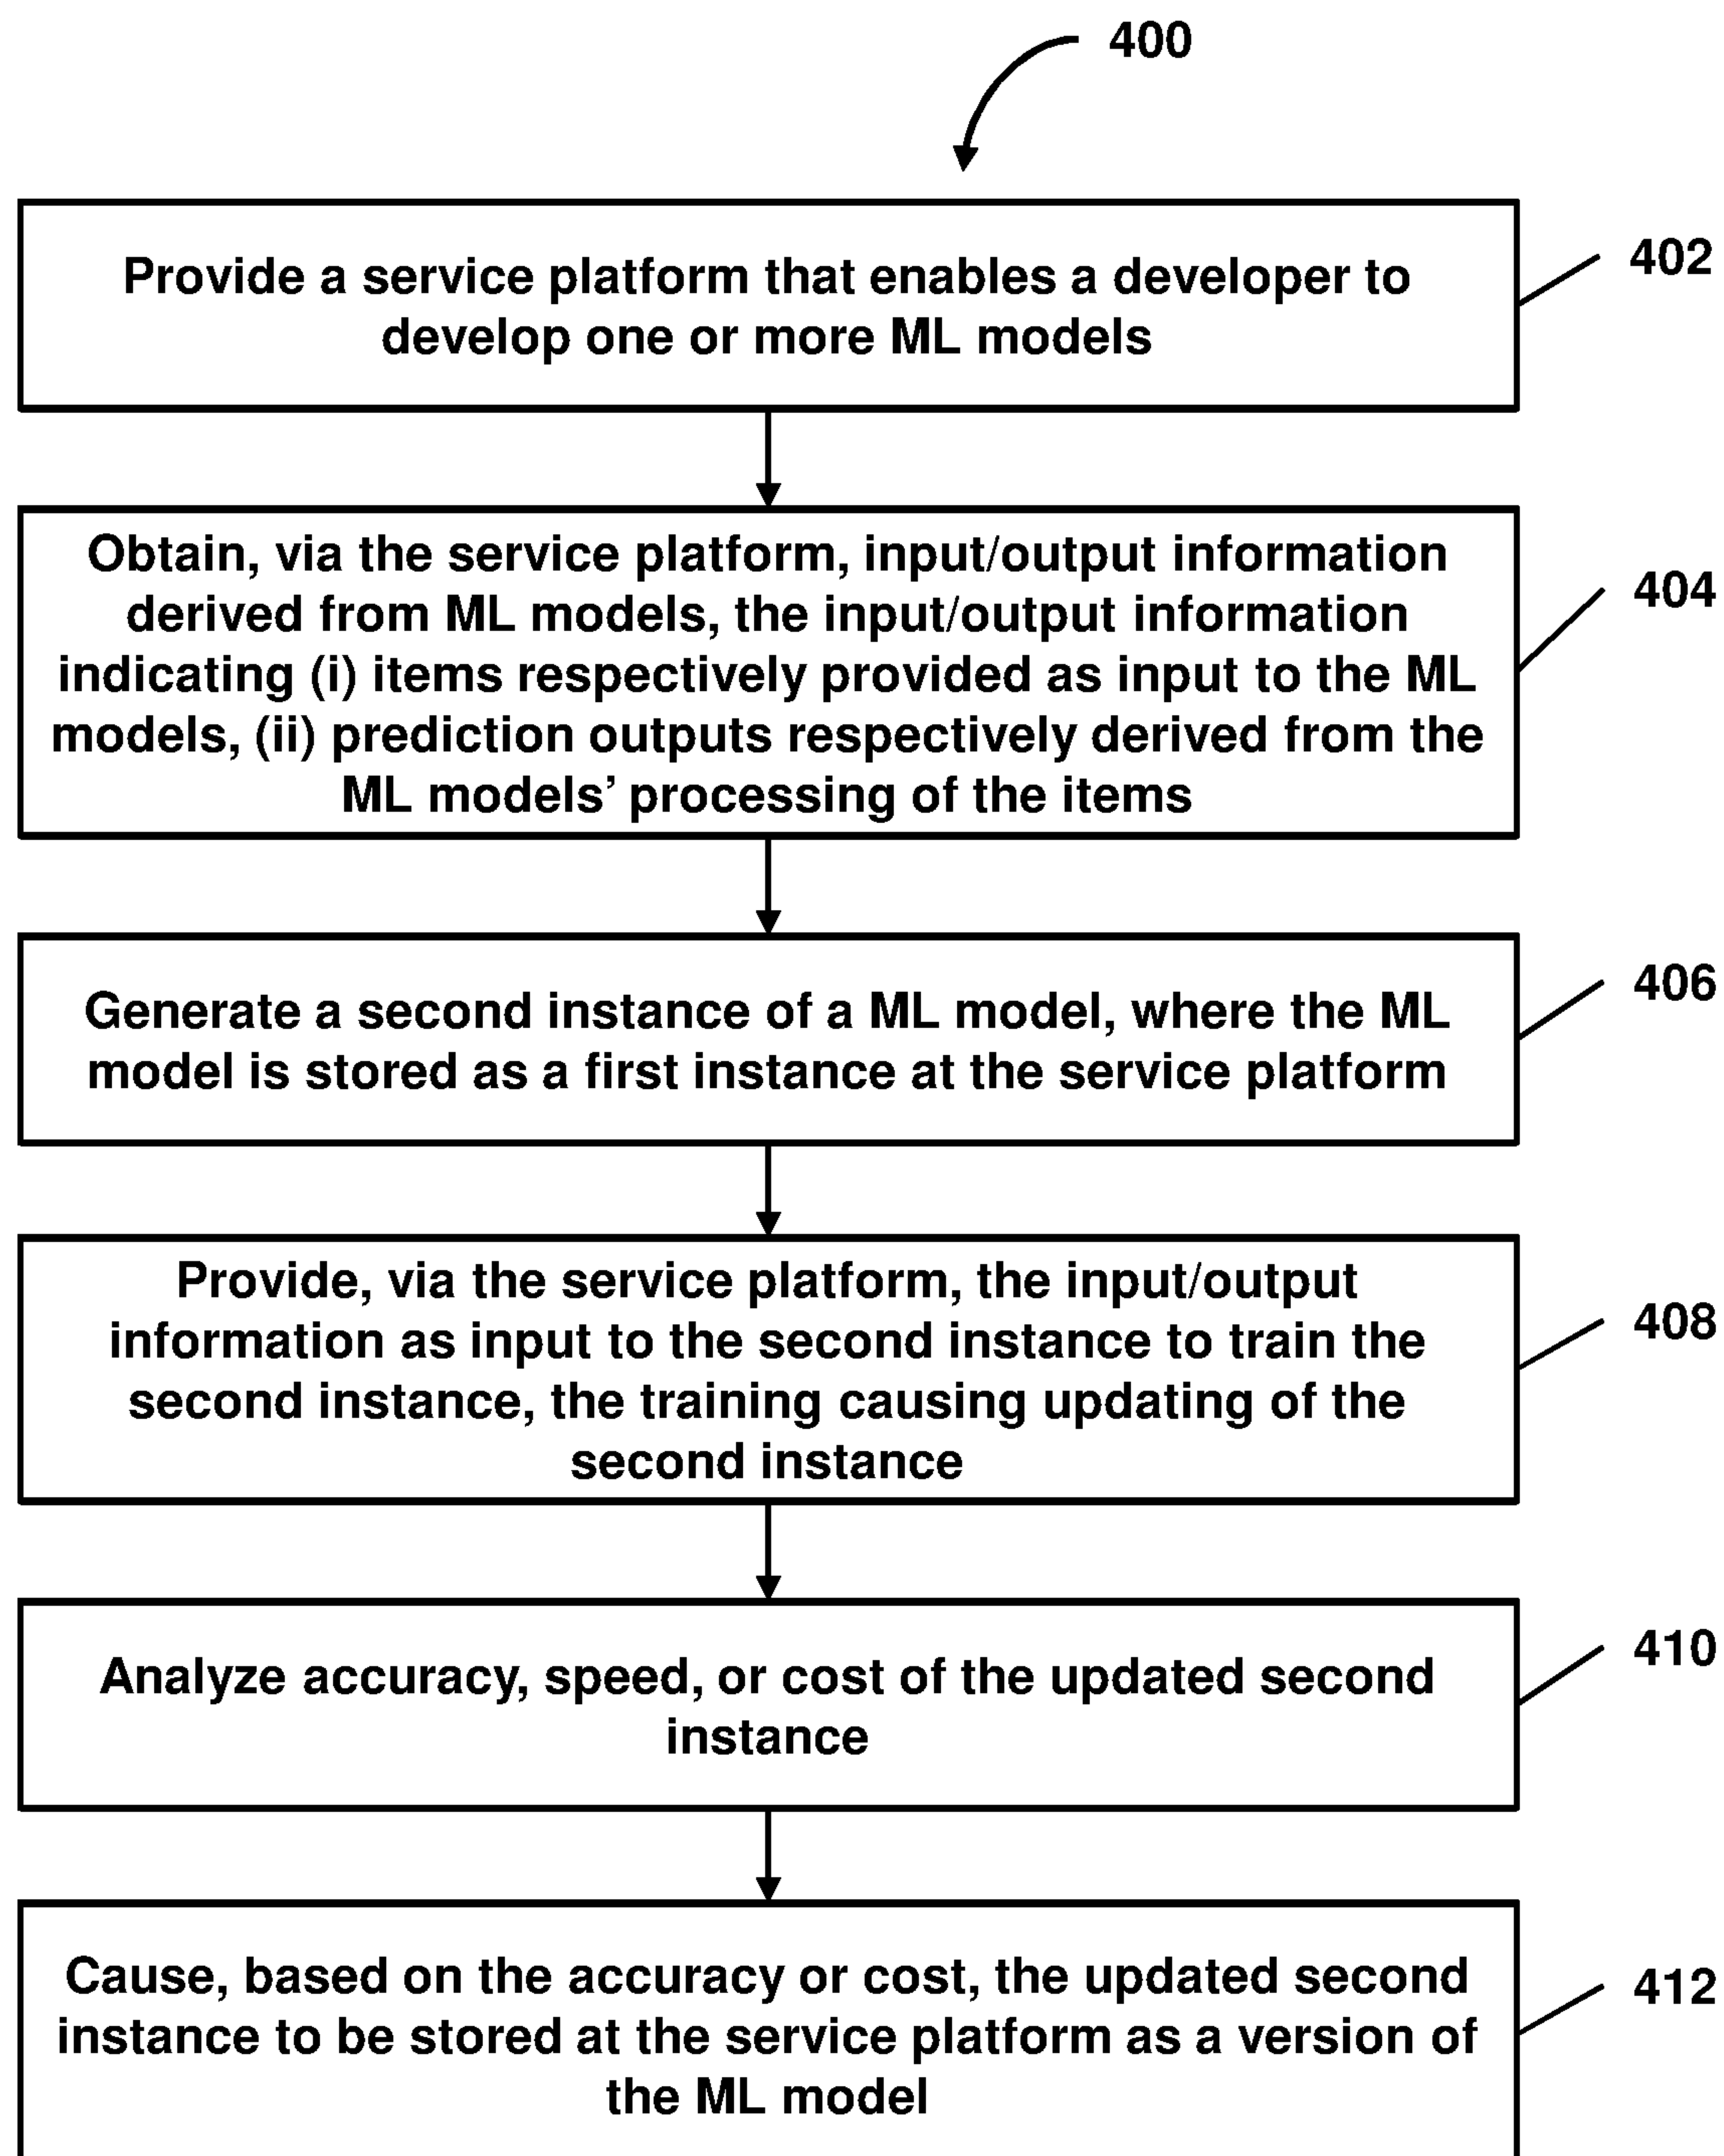 400
Provide a service platform that enables a developer to
develop one or more ML models
402
Obtain, via the service platform, input/output information
derived from ML models, the input/output information
indicating (i) items respectively provided as input to the ML
models, (ii) prediction outputs respectively derived from the
ML models’ processing of the items
404
Generate a second instance of a ML model, where the ML
model is stored as a first instance at the service platform
406
Provide, via the service platform, the input/output
information as input to the second instance to train the
second instance, the training causing updating of the
second instance
408
Analyze accuracy, speed, or cost of the updated second
instance
410
Cause, based on the accuracy or cost, the updated second
instance to be stored at the service platform as a version of
the ML model
412